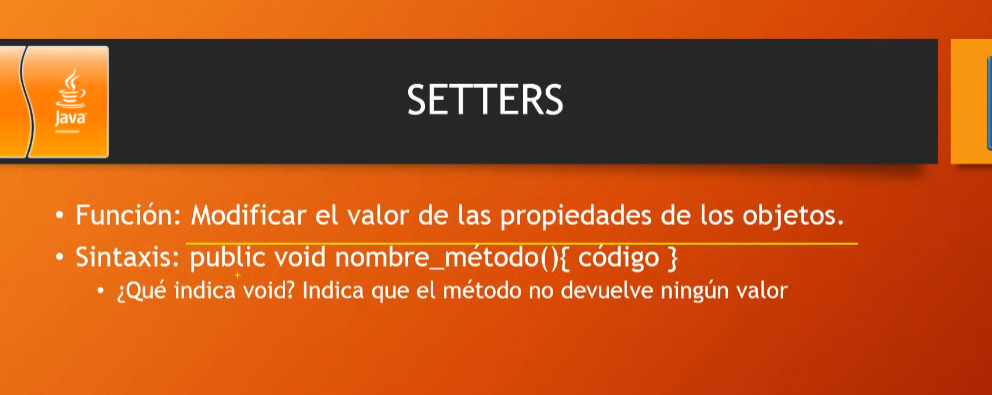 Java
SETTERS
• Función: Modificar el valor de las propiedades de los objetos.
• Sintaxis: public void nombre_método(){ código }
• ¿Qué indica void? Indica que el método no devuelve ningún valor